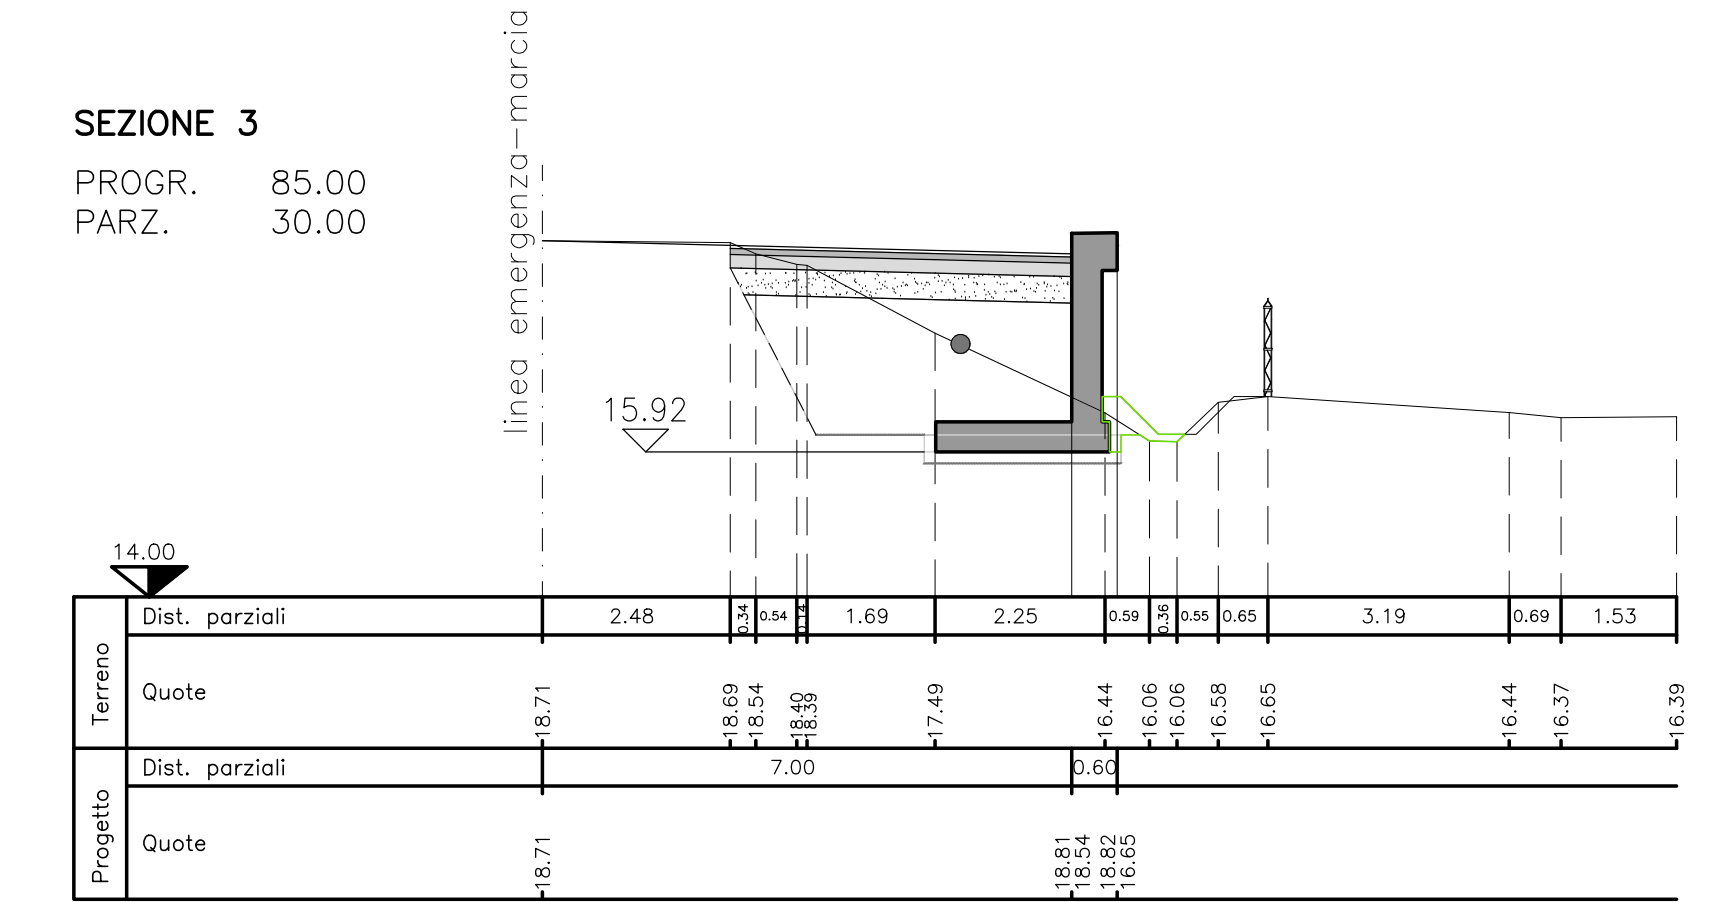 linea emergenza-marcia
SEZIONE 3
PROGR. 85.00
PARZ. 30.00
15.92
14.00
Terreno
Dist. parziali 2.48 0.34 0.54 0.14 1.69 2.25 0.59 0.36 0.55 0.65 3.19 0.69 1.53
Quote 18.71 18.69 18.54 18.40 18.39 17.49 16.44 16.06 16.06 16.58 16.65 16.44 16.37 16.39
Progetto
Dist. parziali 7.00 0.60
Quote 18.71 18.81 18.54 18.82 16.65